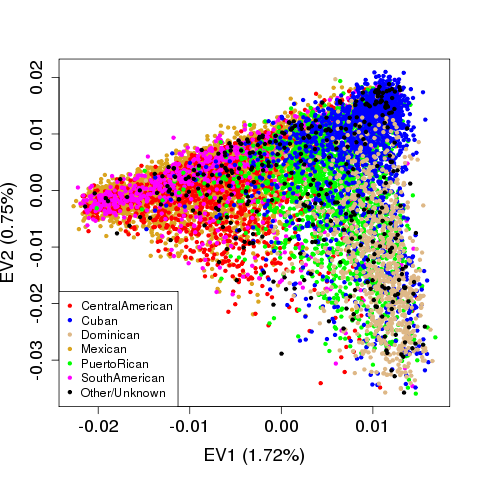 0.02
0.01
0.00
-0.01
-0.02
-0.03
EV2 (0.75%)
CentralAmerican
Cuban
Dominican
Mexican
PuertoRican
SouthAmerican
Other/Unknown
-0.02 -0.01 0.00 0.01
EV1 (1.72%)